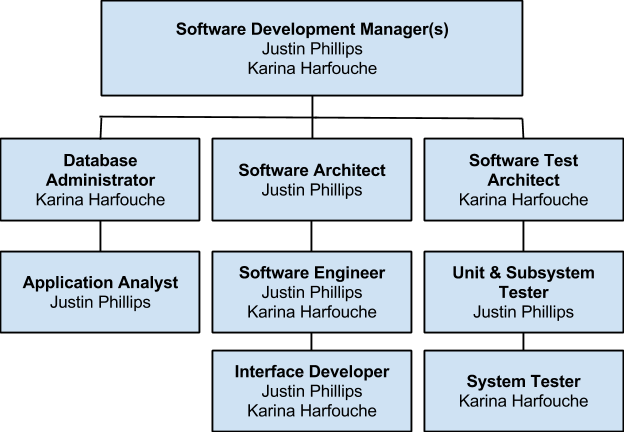 Software Development Manager(s)
Justin Phillips
Karina Harfouche
Database
Administrator
Karina Harfouche
Software Architect
Justin Phillips
Software Test
Architect
Karina Harfouche
Application Analyst
Justin Phillips
Software Engineer
Justin Phillips
Karina Harfouche
Unit & Subsystem
Tester
Justin Phillips
Interface Developer
Justin Phillips
Karina Harfouche
System Tester
Karina Harfouche